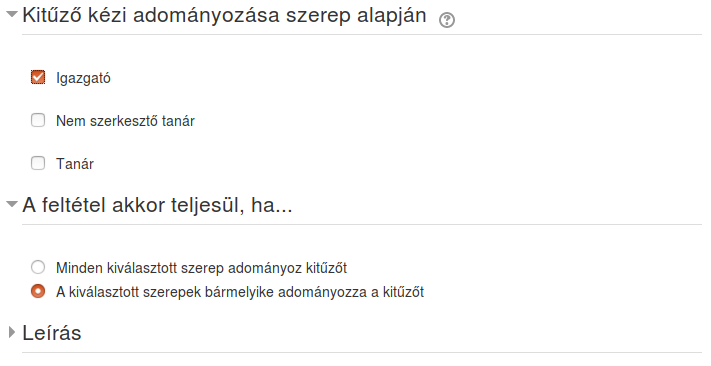 Kitűző kézi adományozása szerep alapján ?
Igazgató
Nem szerkesztő tanár
Tanár
A feltétel akkor teljesül, ha...
Minden kiválasztott szerep adományoz kitűzőt
A kiválasztott szerepek bármelyike adományozza a kitűzőt
Leírás